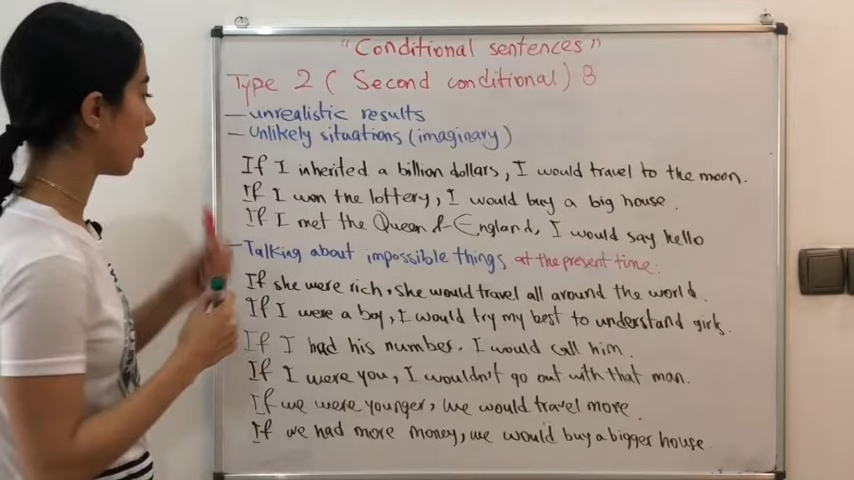 "Conditional sentences"
Type 2 ( Second conditional) :
- unrealistic results
- Unlikely situations (imaginary)
If I inherited a billion dollars, I would travel to the moon.
If I won the lottery, I would buy a big house.
If I met the Queen of England, I would say hello
- Talking about impossible things at the present time:
If she were rich, she would travel all around the world.
If I were a boy, I would try my best to understand girls.
If I had his number. I would call him.
If I were you, I wouldn't go out with that man.
If we were younger, we would travel more.
If we had more money, we would buy a bigger house.